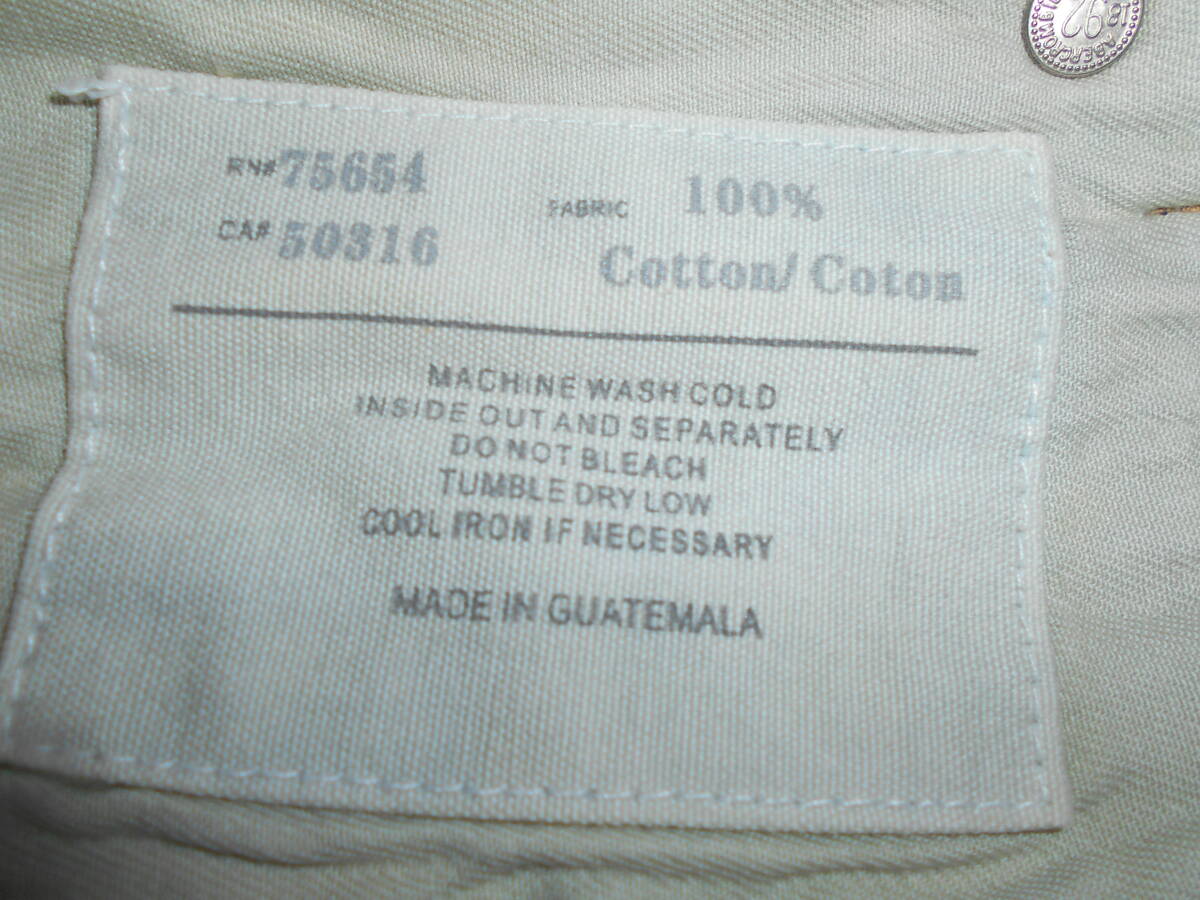 RN# 75654
CA# 50316
FABRIC 100%
Cotton/ Coton
MACHINE WASH COLD
INSIDE OUT AND SEPARATELY
DO NOT BLEACH
TUMBLE DRY LOW
COOL IRON IF NECESSARY
MADE IN GUATEMALA
92